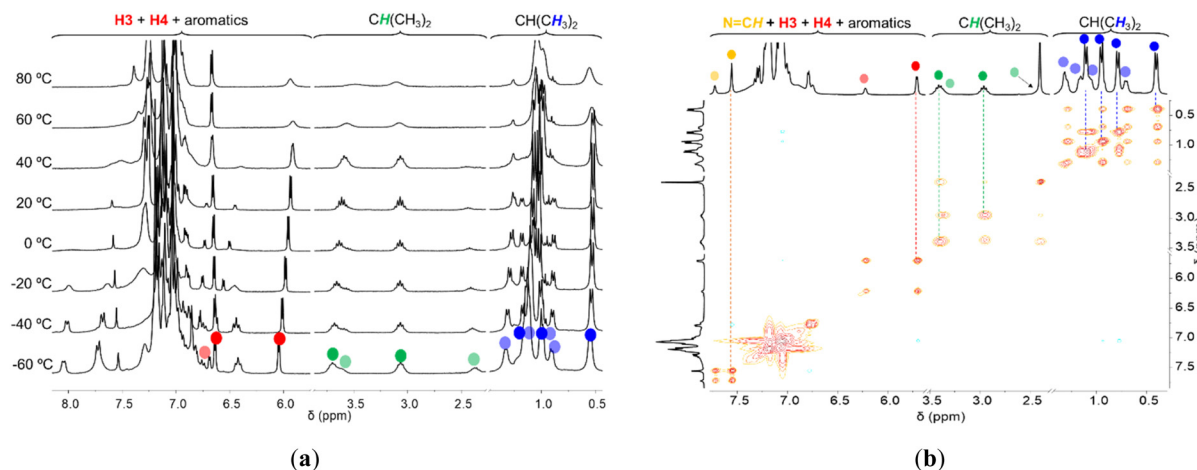 H3 + H4 + aromatics
CH(CH3)2
CH(CH3)2
80 ºC
60 ºC
40 ºC
20 ºC
0 ºC
-20 ºC
-40 ºC
-60 ºC
8.0 7.5 7.0 6.5 6.0 3.5 3.0 2.5 1.0 0.5
δ (ppm)
(a)
N=CH + H3 + H4 + aromatics
CH(CH3)2
CH(CH3)2
0.5
1.0
2.5
3.0
3.5
6.0
6.5
7.0
7.5
7.5 7.0 6.5 6.0 3.5 3.0 2.5 1.0 0.5
δ (ppm)
(b)